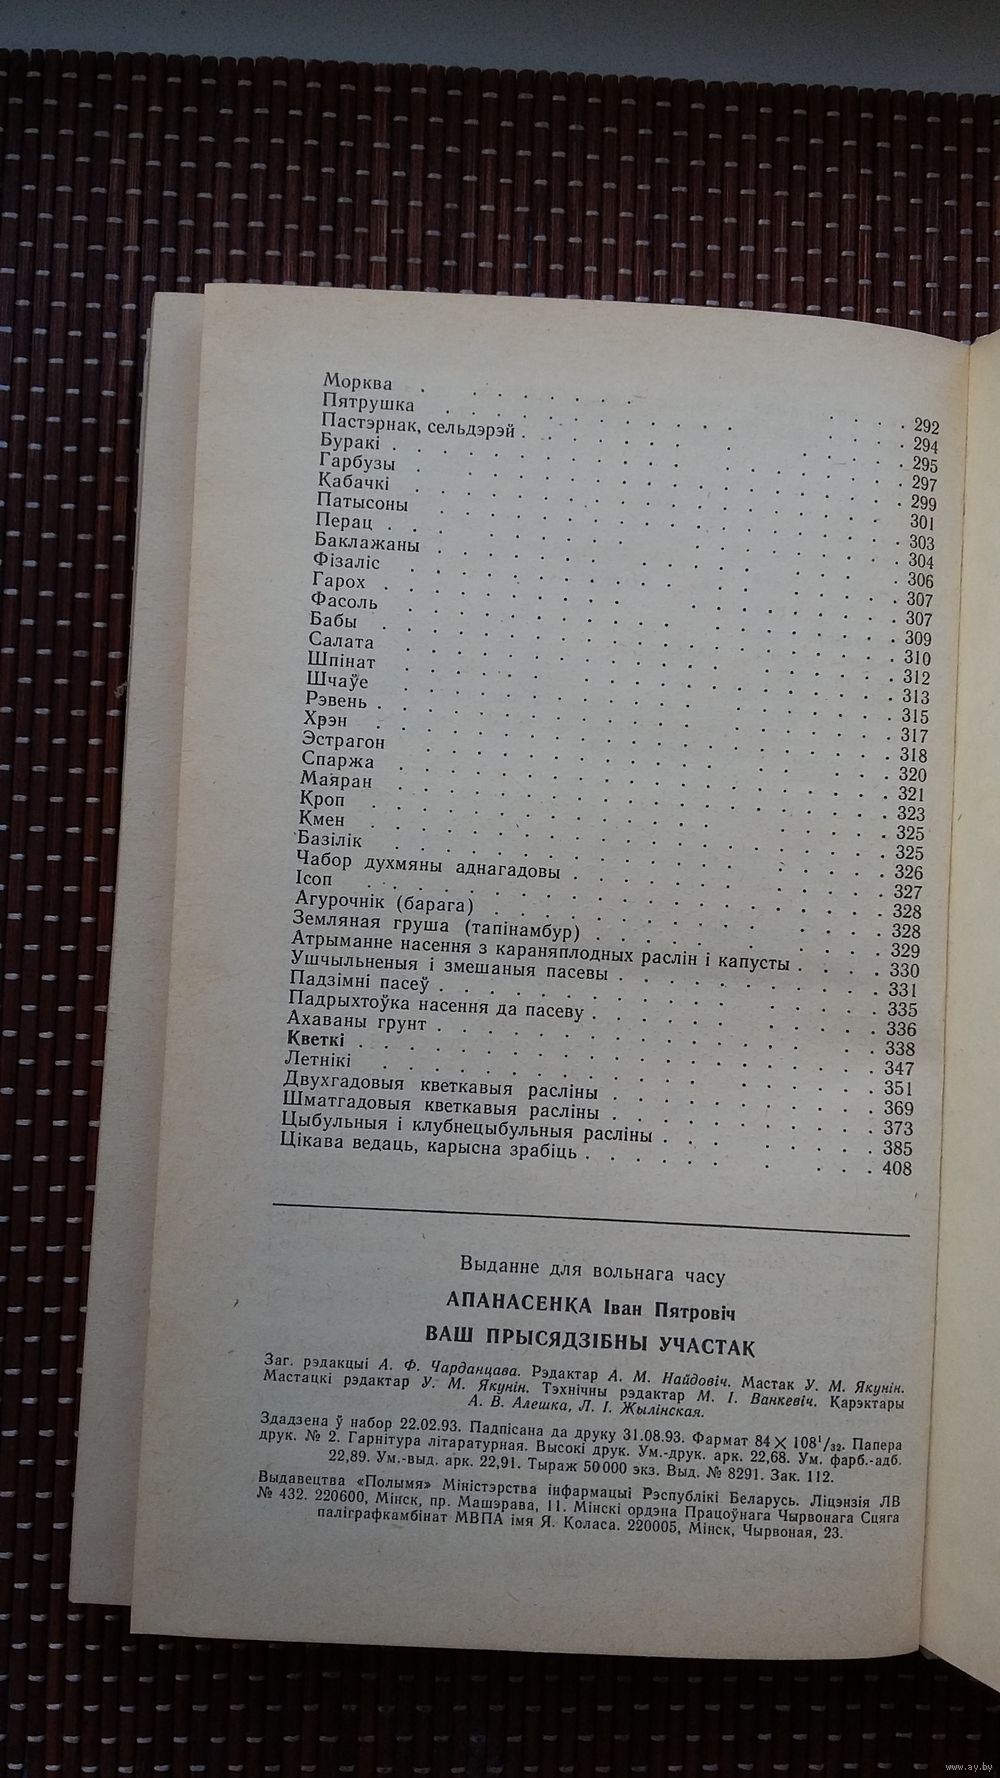 Морква . . . . . . . . 292
Пятрушка . . . . . . . . 294
Пастэрнак, сельдэрэй . . . . . . . . 295
Буракі . . . . . . . . 297
Гарбузы . . . . . . . . 299
Кабачкі . . . . . . . . 301
Патысоны . . . . . . . . 303
Перац . . . . . . . . 304
Баклажаны . . . . . . . . 306
Фізаліс . . . . . . . . 307
Гарох . . . . . . . . 307
Фасоль . . . . . . . . 309
Бабы . . . . . . . . 310
Салата . . . . . . . . 312
Шпінат . . . . . . . . 313
Шчаўе . . . . . . . . 315
Рэвень . . . . . . . . 317
Хрэн . . . . . . . . 318
Эстрагон . . . . . . . . 320
Спаржа . . . . . . . . 321
Маяран . . . . . . . . 323
Кроп . . . . . . . . 325
Кмен . . . . . . . . 325
Базілік . . . . . . . . 326
Чабор духмяны аднагадовы . . . . . . . . 327
Ісоп . . . . . . . . 328
Агурочнік (барага) . . . . . . . . 328
Земляная груша (тапінамбур) . . . . . . . . 329
Атрыманне насення з караняплодных раслін і капусты . . . . 330
Ушчыльненыя і змешаныя пасевы . . . . . . . . 331
Падзімні пасеў . . . . . . . . 335
Падрыхтоўка насення да пасеву . . . . . . . . 336
Ахаваны грунт . . . . . . . . 338
Кветкі . . . . . . . . 347
Летнікі . . . . . . . . 351
Двухгадовыя кветкавыя расліны . . . . . . . . 369
Шматгадовыя кветкавыя расліны . . . . . . . . 373
Цыбульныя і клубнецыбульныя расліны . . . . . . . . 385
Цікава ведаць, карысна зрабіць . . . . . . . . 408
Выданне для вольнага часу
АПАНАСЕНКА Іван Пятровіч
ВАШ ПРЫСЯДЗІБНЫ УЧАСТАК
Заг. рэдакцыі А. Ф. Чарданцава. Рэдактар А. М. Найдовіч. Мастак У. М. Якунін.
Мастацкі рэдактар У. М. Якунін. Тэхнічны рэдактар М. І. Ванкевіч. Карэктары
А. В. Алешка, Л. І. Жылінская.
Здадзена ў набор 22.02.93. Падпісана да друку 31.08.93. Фармат 84×108¹/₃₂. Папера
друк. № 2. Гарнітура літаратурная. Высокі друк. Ум.-друк. арк. 22,68. Ум. фарб.-адб.
22,89. Ум.-выд. арк. 22,91. Тыраж 50 000 экз. Выд. № 8291. Зак. 112.
Выдавецтва «Полымя» Міністэрства інфармацыі Рэспублікі Беларусь. Ліцэнзія ЛВ
№ 432. 220600, Мінск, пр. Машэрава, 11. Мінскі ордэна Працоўнага Чырвонага Сцяга
паліграфкамбінат МВПА імя Я. Коласа. 220005, Мінск, Чырвоная, 23.
www.ay.by